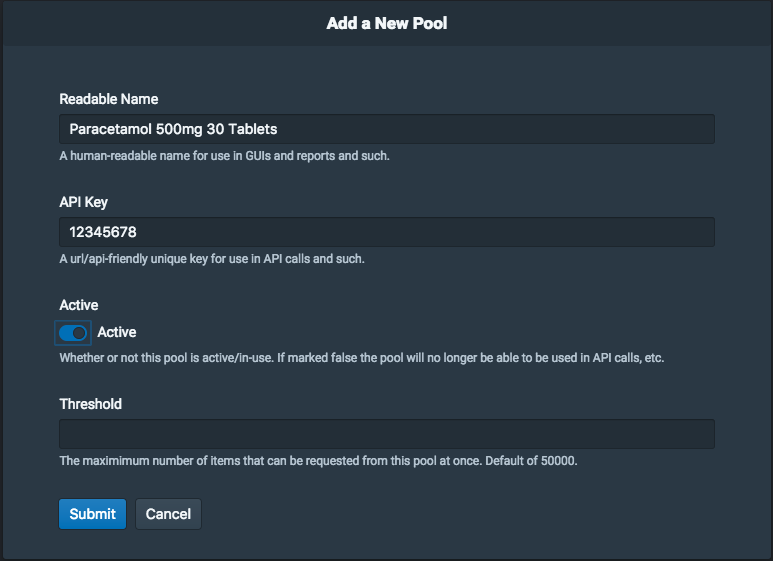 Add a New Pool
Readable Name
Paracetamol 500mg 30 Tablets
A human-readable name for use in GUIs and reports and such.
API Key
12345678
A url/api-friendly unique key for use in API calls and such.
Active
Active
Whether or not this pool is active/in-use. If marked false the pool will no longer be able to be used in API calls, etc.
Threshold
The maximimum number of items that can be requested from this pool at once. Default of 50000.
Submit Cancel